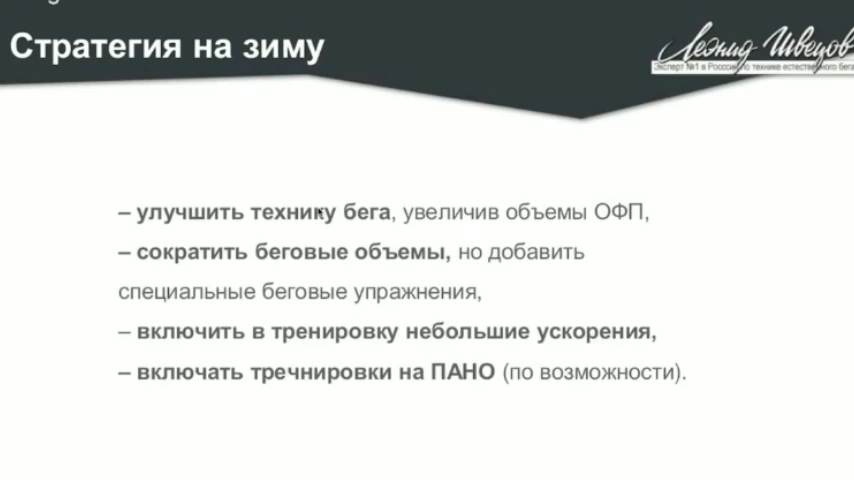 Стратегия на зиму
Леонид Швецов
Эксперт №1 в России по технике естественного бега
– улучшить технику бега, увеличив объемы ОФП,
– сократить беговые объемы, но добавить
специальные беговые упражнения,
– включить в тренировку небольшие ускорения,
– включать тречнировки на ПАНО (по возможности).